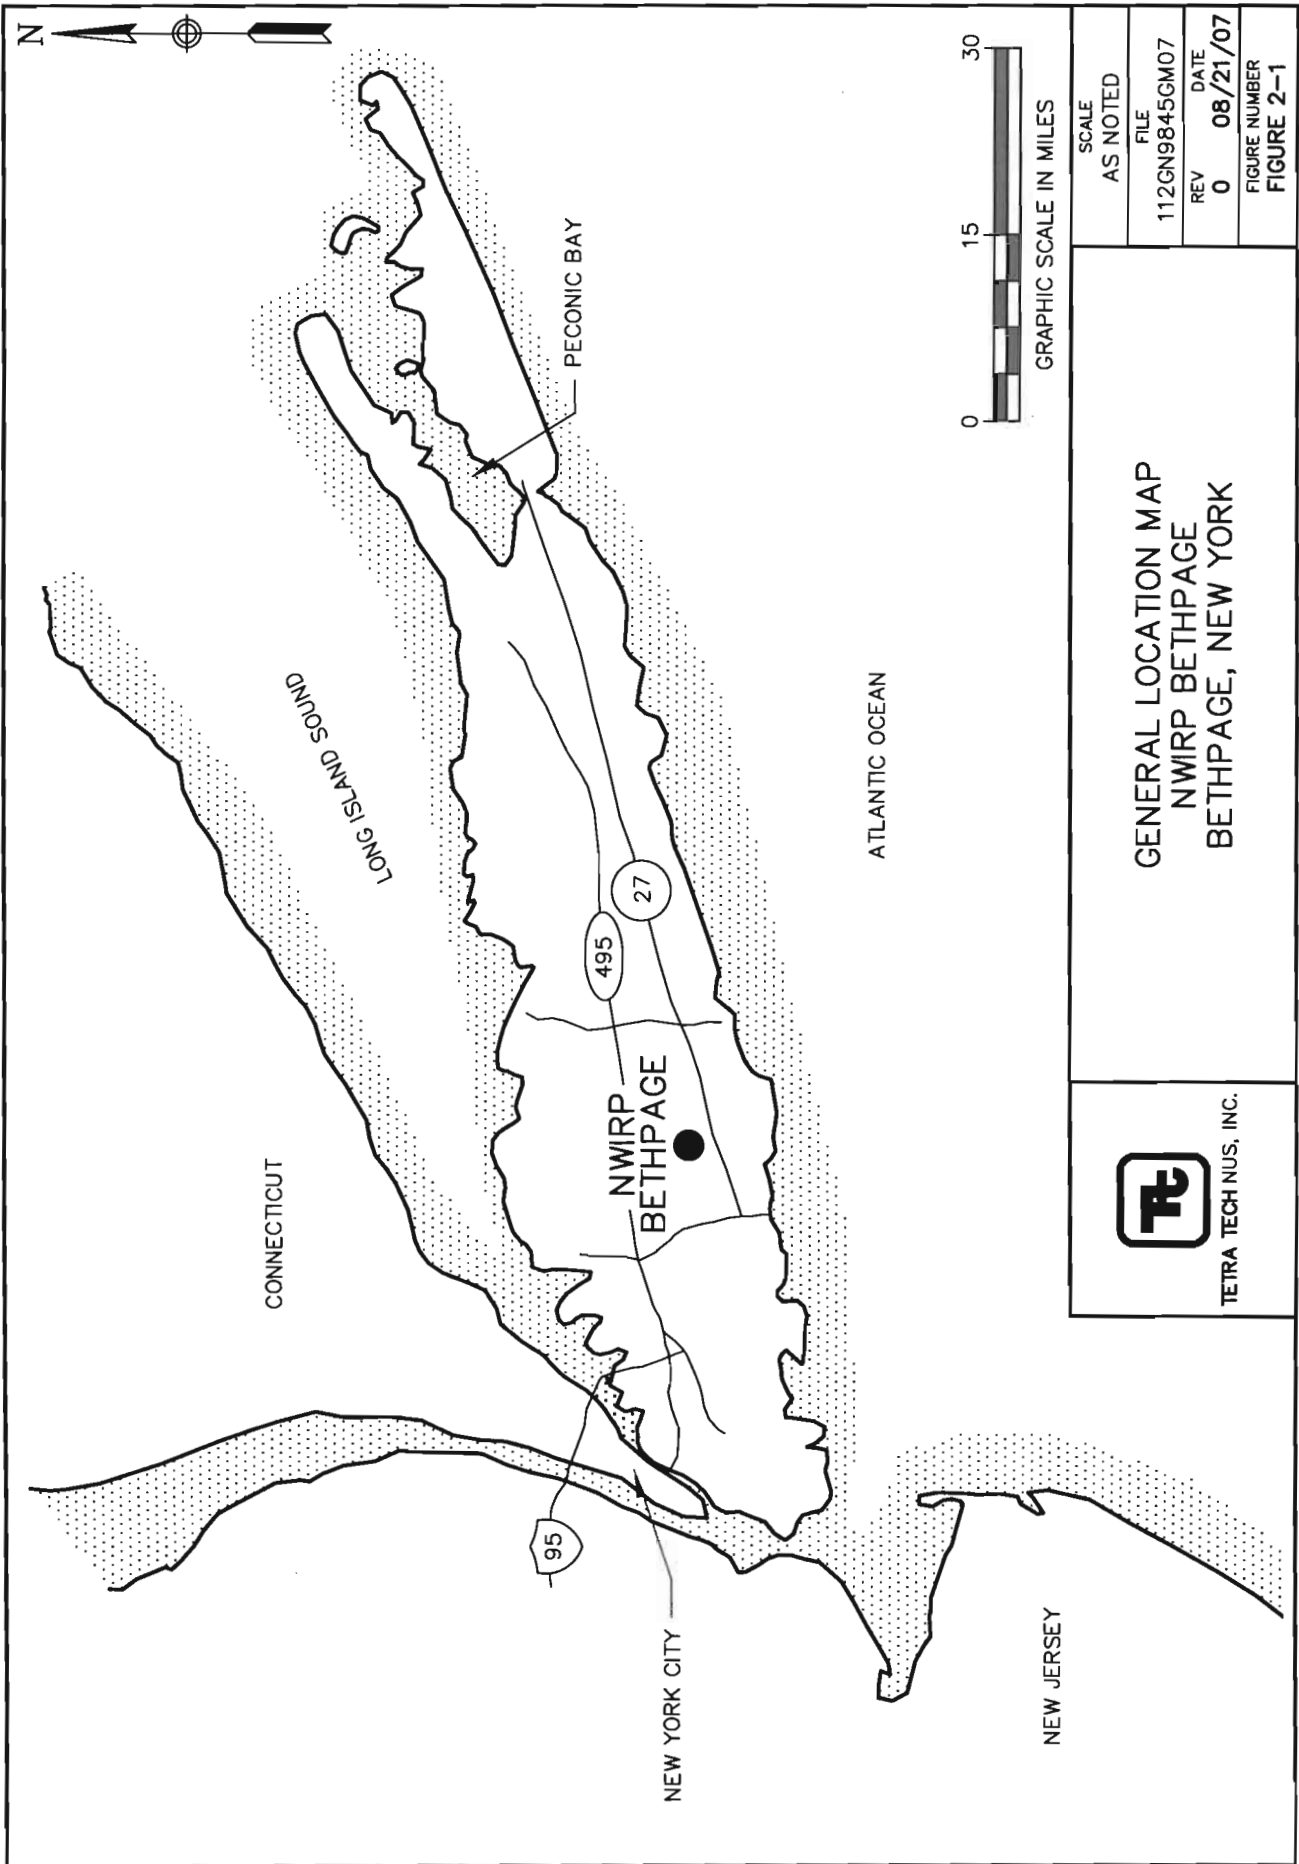 N
CONNECTICUT
LONG ISLAND SOUND
PECONIC BAY
95
NEW YORK CITY
NWIRP
BETHPAGE
495
27
ATLANTIC OCEAN
NEW JERSEY
0 15 30
GRAPHIC SCALE IN MILES
Tt
TETRA TECH NUS, INC.
GENERAL LOCATION MAP
NWIRP BETHPAGE
BETHPAGE, NEW YORK
SCALE
AS NOTED
FILE
112GN9845GM07
REV DATE
0 08/21/07
FIGURE NUMBER
FIGURE 2-1